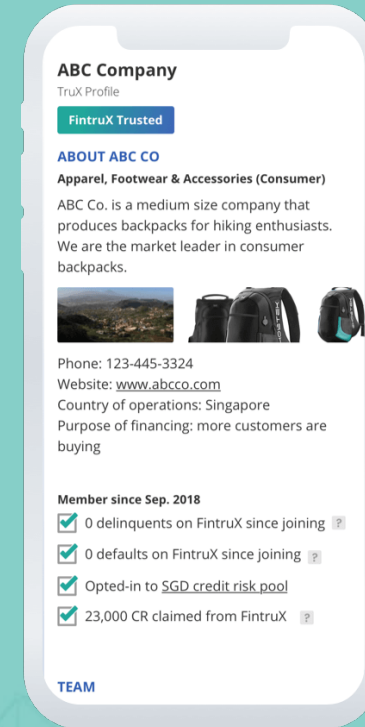 ABC Company
TruX Profile
FintruX Trusted
ABOUT ABC CO
Apparel, Footwear & Accessories (Consumer)
ABC Co. is a medium size company that
produces backpacks for hiking enthusiasts.
We are the market leader in consumer
backpacks.
Phone: 123-445-3324
Website: www.abcco.com
Country of operations: Singapore
Purpose of financing: more customers are
buying
Member since Sep. 2018
0 delinquents on FintruX since joining ?
0 defaults on FintruX since joining ?
Opted-in to SGD credit risk pool
23,000 CR claimed from FintruX ?
TEAM